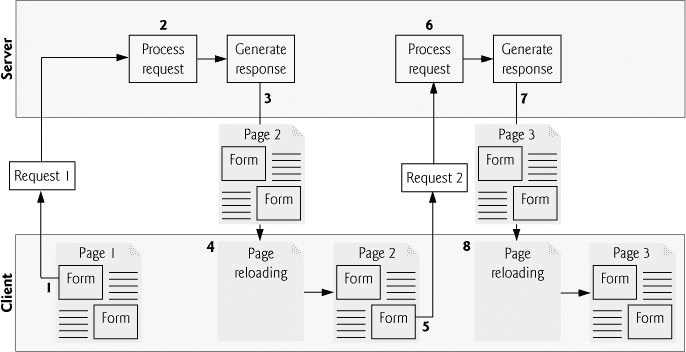 Server
2
Process
request
Generate
response
3
6
Process
request
Generate
response
7
Request 1
Page 2
Form
Form
Request 2
Page 3
Form
Form
Client
Page 1
Form
Form
1
4
Page
reloading
Page 2
Form
Form
5
8
Page
reloading
Page 3
Form
Form